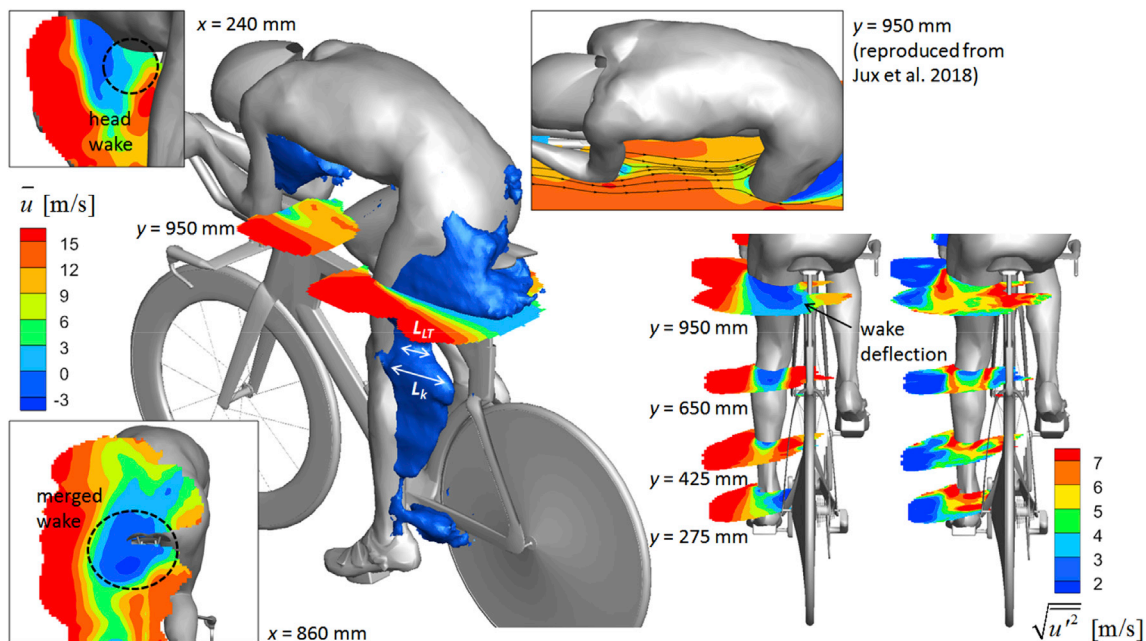 x = 240 mm
head
wake
y = 950 mm
(reproduced from
Jux et al. 2018)
u̅ [m/s]
15
12
9
6
3
0
-3
y = 950 mm
L_LT
L_k
merged
wake
x = 860 mm
y = 950 mm
wake
deflection
y = 650 mm
y = 425 mm
y = 275 mm
7
6
5
4
3
2
√u'² [m/s]